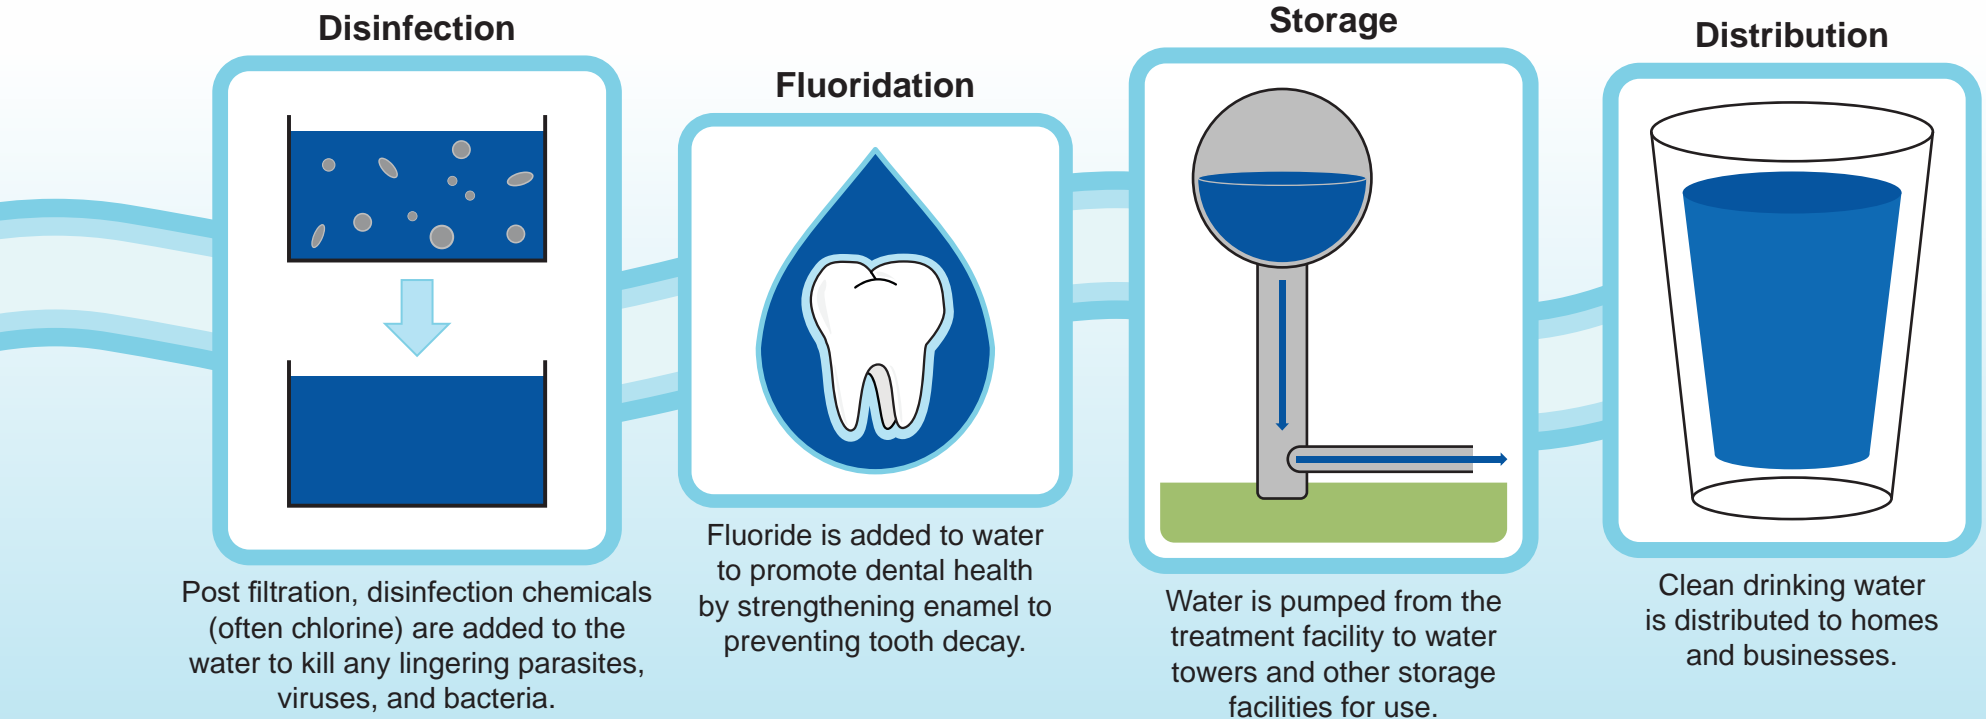 Disinfection
Post filtration, disinfection chemicals
(often chlorine) are added to the
water to kill any lingering parasites,
viruses, and bacteria.
Fluoridation
Fluoride is added to water
to promote dental health
by strengthening enamel to
preventing tooth decay.
Storage
Water is pumped from the
treatment facility to water
towers and other storage
facilities for use.
Distribution
Clean drinking water
is distributed to homes
and businesses.